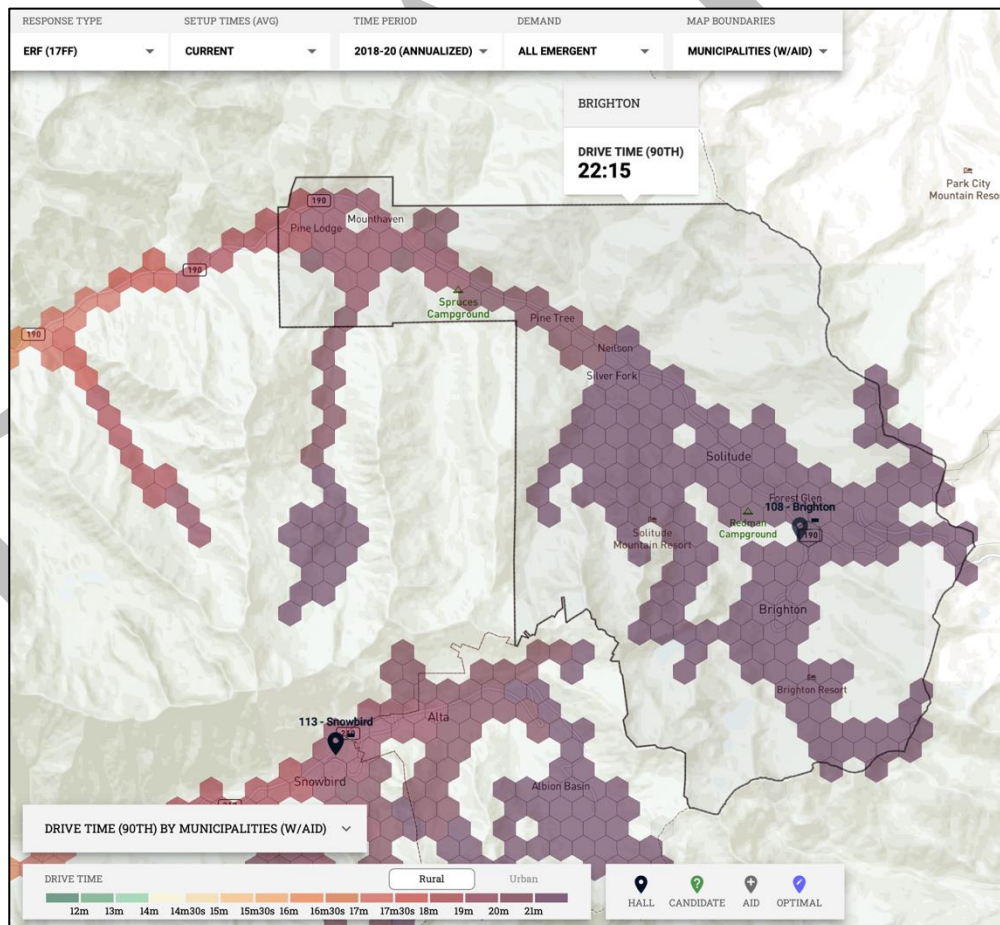 RESPONSE TYPE SETUP TIMES (AVG) TIME PERIOD DEMAND MAP BOUNDARIES
ERF (17FF) CURRENT 2018-20 (ANNUALIZED) ALL EMERGENT MUNICIPALITIES (W/AID)
BRIGHTON
DRIVE TIME (90TH)
22:15
Park City
Mountain Reso
190
Mounthaven
Pine Lodge
190
Spruces
Campground
Pine Tree
190
Neilson
Silver Fork
Solitude
Forest Glen
108 - Brighton
Redman
Campground
190
Solitude
Mountain Resort
Brighton
Brighton Resort
113 - Snowbird
Alta
210
Snowbird
Albion Basin
DRIVE TIME (90TH) BY MUNICIPALITIES (W/AID)
DRIVE TIME Rural Urban
12m 13m 14m 14m30s 15m 15m30s 16m 16m30s 17m 17m30s 18m 19m 20m 21m
HALL CANDIDATE AID OPTIMAL